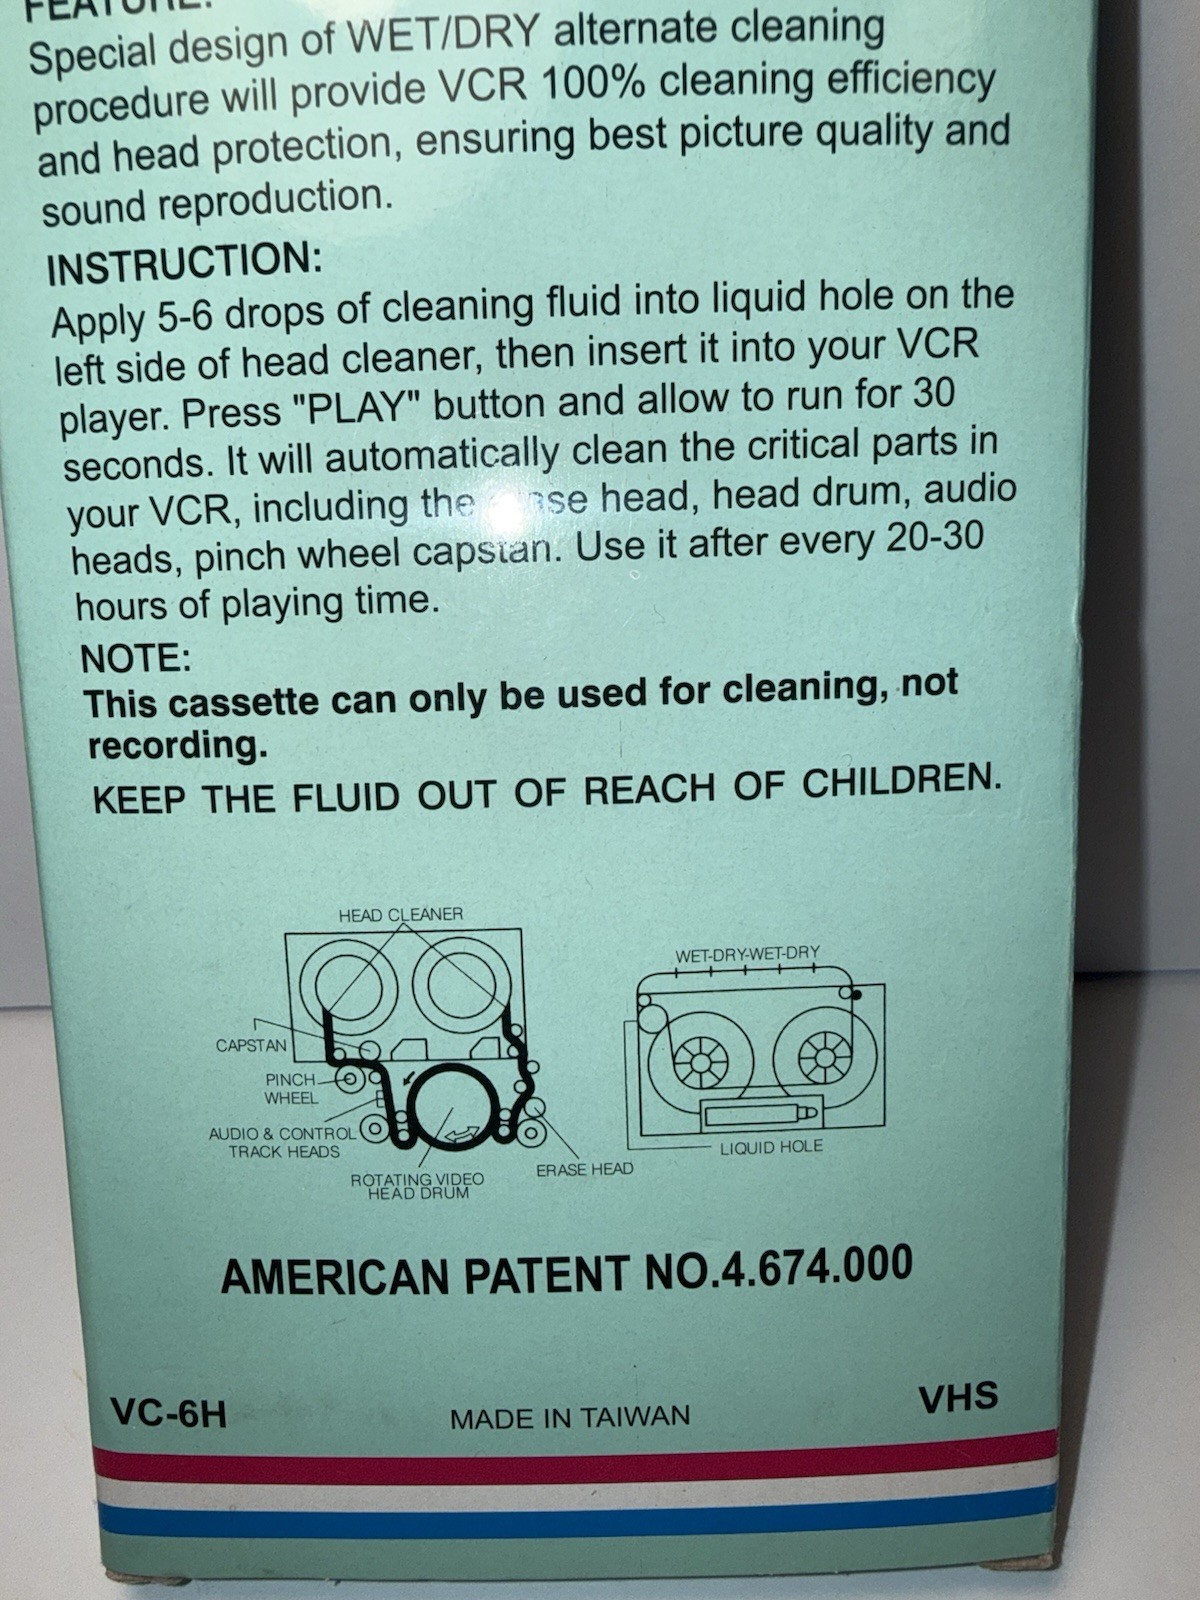 FEATURE:
Special design of WET/DRY alternate cleaning
procedure will provide VCR 100% cleaning efficiency
and head protection, ensuring best picture quality and
sound reproduction.
INSTRUCTION:
Apply 5-6 drops of cleaning fluid into liquid hole on the
left side of head cleaner, then insert it into your VCR
player. Press "PLAY" button and allow to run for 30
seconds. It will automatically clean the critical parts in
your VCR, including the erase head, head drum, audio
heads, pinch wheel capstan. Use it after every 20-30
hours of playing time.
NOTE:
This cassette can only be used for cleaning, not
recording.
KEEP THE FLUID OUT OF REACH OF CHILDREN.
HEAD CLEANER
CAPSTAN
PINCH
WHEEL
AUDIO & CONTROL
TRACK HEADS
ROTATING VIDEO
HEAD DRUM
ERASE HEAD
WET-DRY-WET-DRY
LIQUID HOLE
AMERICAN PATENT NO.4.674.000
VC-6H
MADE IN TAIWAN
VHS